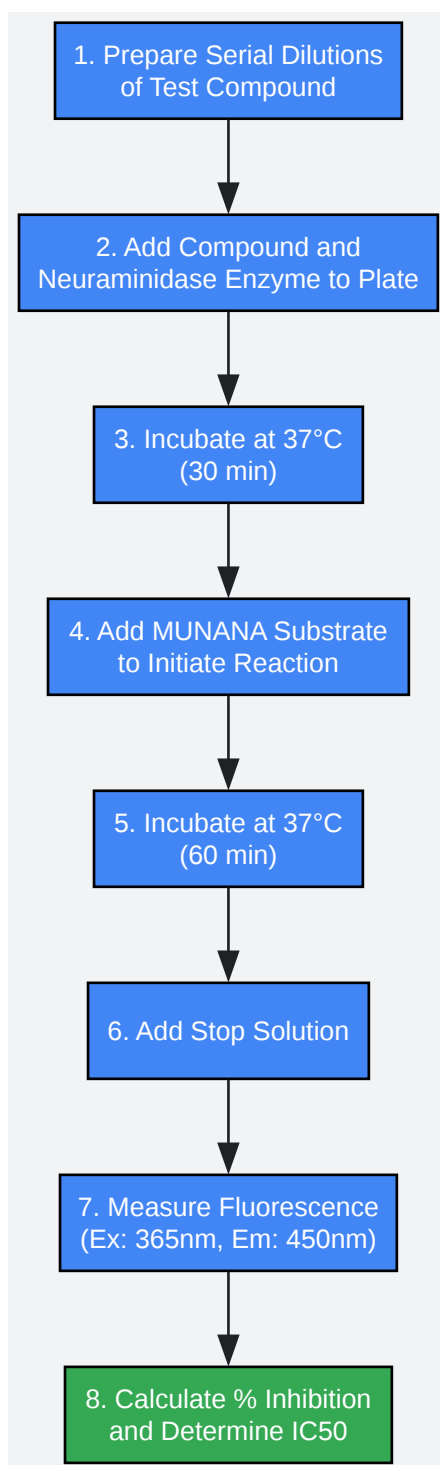 1. Prepare Serial Dilutions
of Test Compound
2. Add Compound and
Neuraminidase Enzyme to Plate
3. Incubate at 37°C
(30 min)
4. Add MUNANA Substrate
to Initiate Reaction
5. Incubate at 37°C
(60 min)
6. Add Stop Solution
7. Measure Fluorescence
(Ex: 365nm, Em: 450nm)
8. Calculate % Inhibition
and Determine IC50